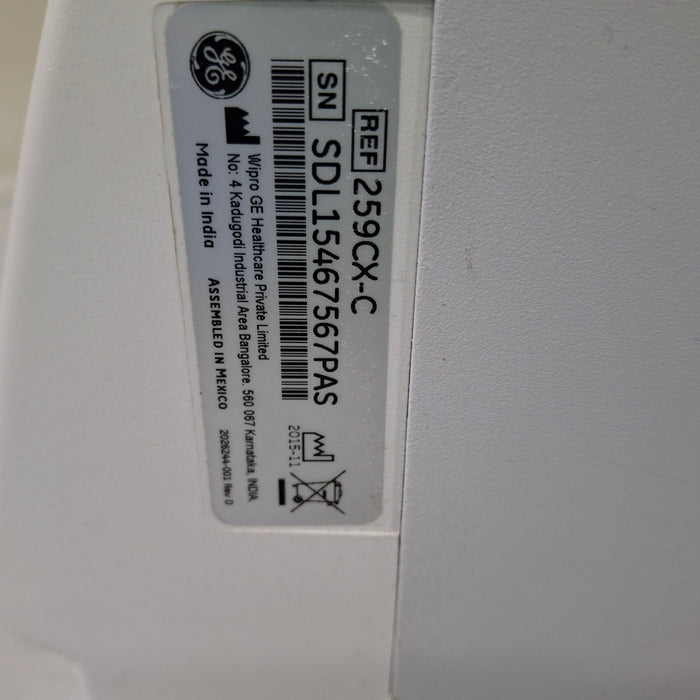 GE
REF 259CX-C
SN SDL15467567PAS
2015-11
Wipro GE Healthcare Private Limited
No: 4 Kadugodi Industrial Area Bangalore. 560 067 Karnataka, INDIA.
Made in India
ASSEMBLED IN MEXICO
2026244-001 Rev D